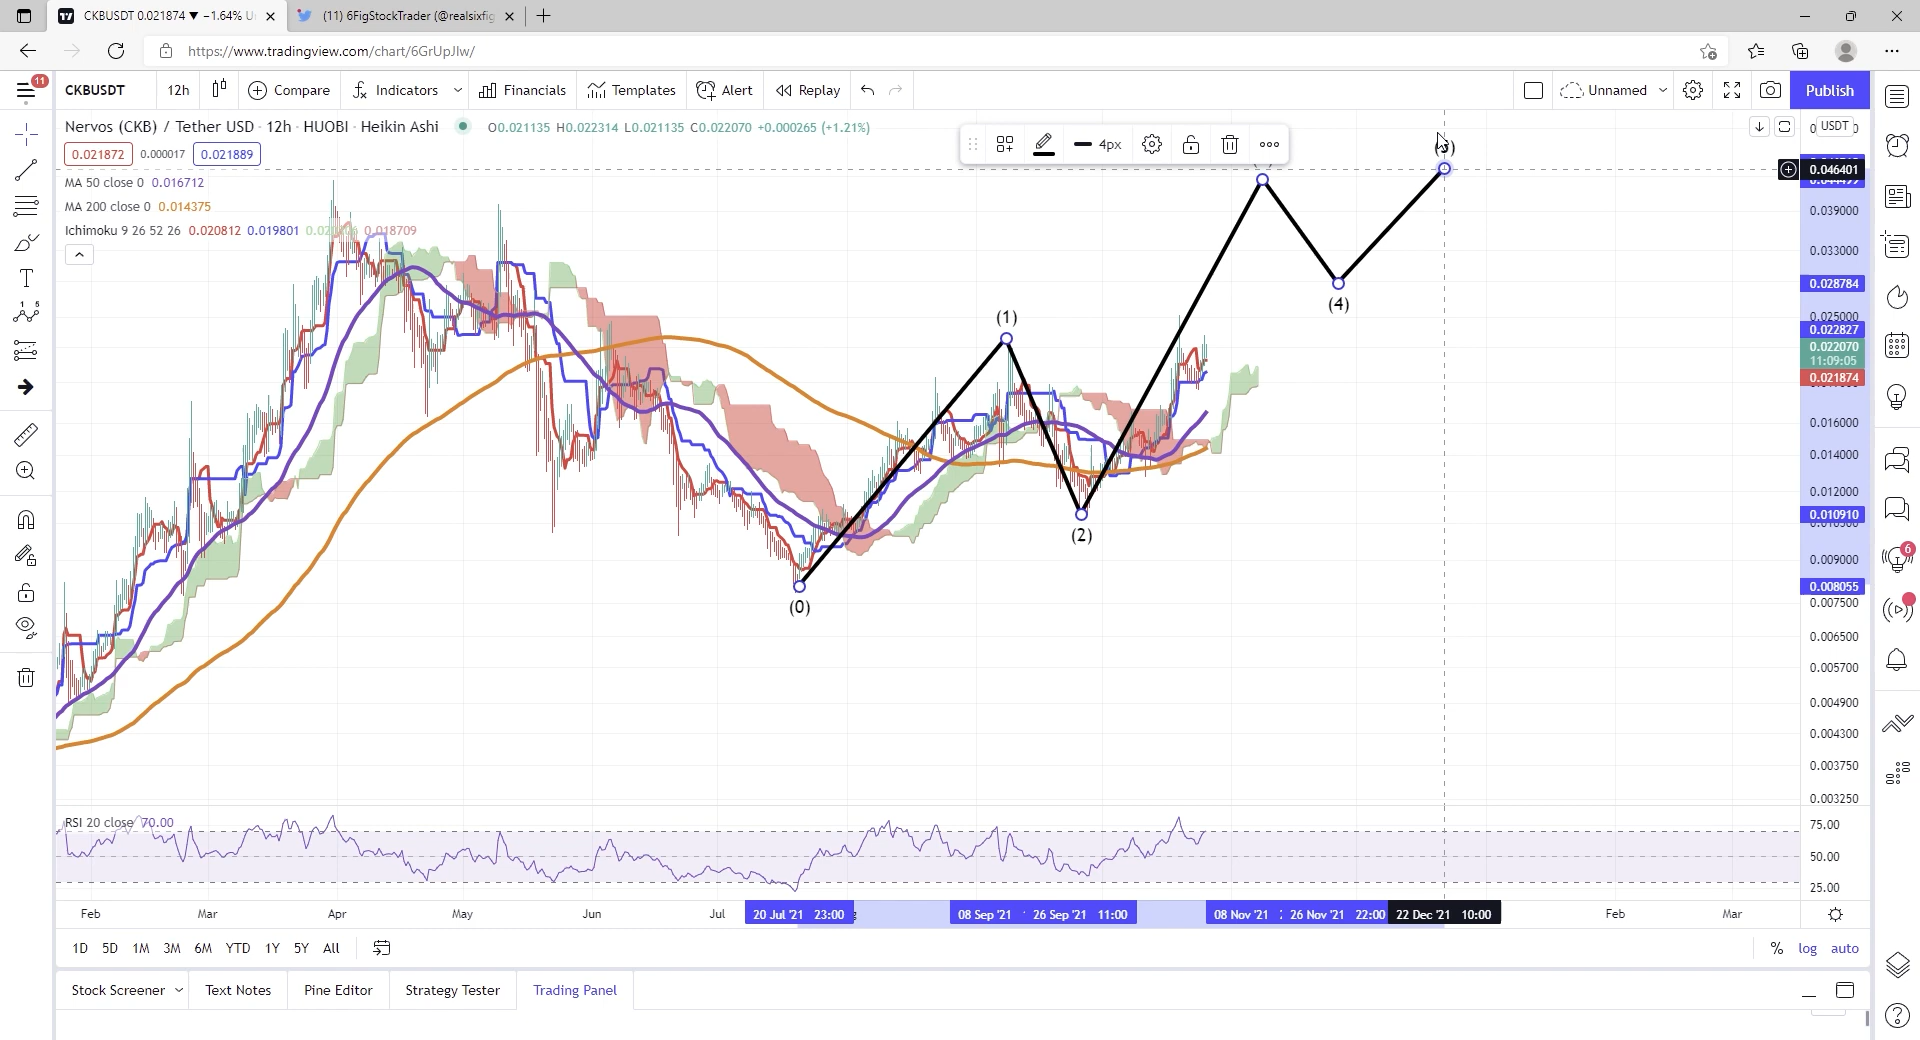 CKBUSDT 0.021874 ▼ −1.64% U
(11) 6FigStockTrader (@realsixfig
https://www.tradingview.com/chart/6GrUpJIw/
11
CKBUSDT
12h
Compare
Indicators
Financials
Templates
Alert
Replay
Unnamed
Publish
Nervos (CKB) / Tether USD · 12h · HUOBI · Heikin Ashi
O0.021135 H0.022314 L0.021135 C0.022070 +0.000265 (+1.21%)
USDT
0.021872
0.000017
0.021889
4px
MA 50 close 0 0.016712
MA 200 close 0 0.014375
Ichimoku 9 26 52 26 0.020812 0.019801 0.018709
0.046401
0.039000
0.033000
0.028784
0.025000
0.022827
0.022070
11:09:05
0.021874
0.016000
0.014000
0.012000
0.010910
0.009000
0.008055
0.007500
0.006500
0.005700
0.004900
0.004300
0.003750
0.003250
(1)
(4)
(2)
(0)
6
RSI 20 close 70.00
75.00
50.00
25.00
Feb
Mar
Apr
May
Jun
Jul
20 Jul '21 23:00
08 Sep '21
26 Sep '21 11:00
08 Nov '21
26 Nov '21 22:00
22 Dec '21 10:00
Feb
Mar
1D
5D
1M
3M
6M
YTD
1Y
5Y
All
%
log
auto
Stock Screener
Text Notes
Pine Editor
Strategy Tester
Trading Panel